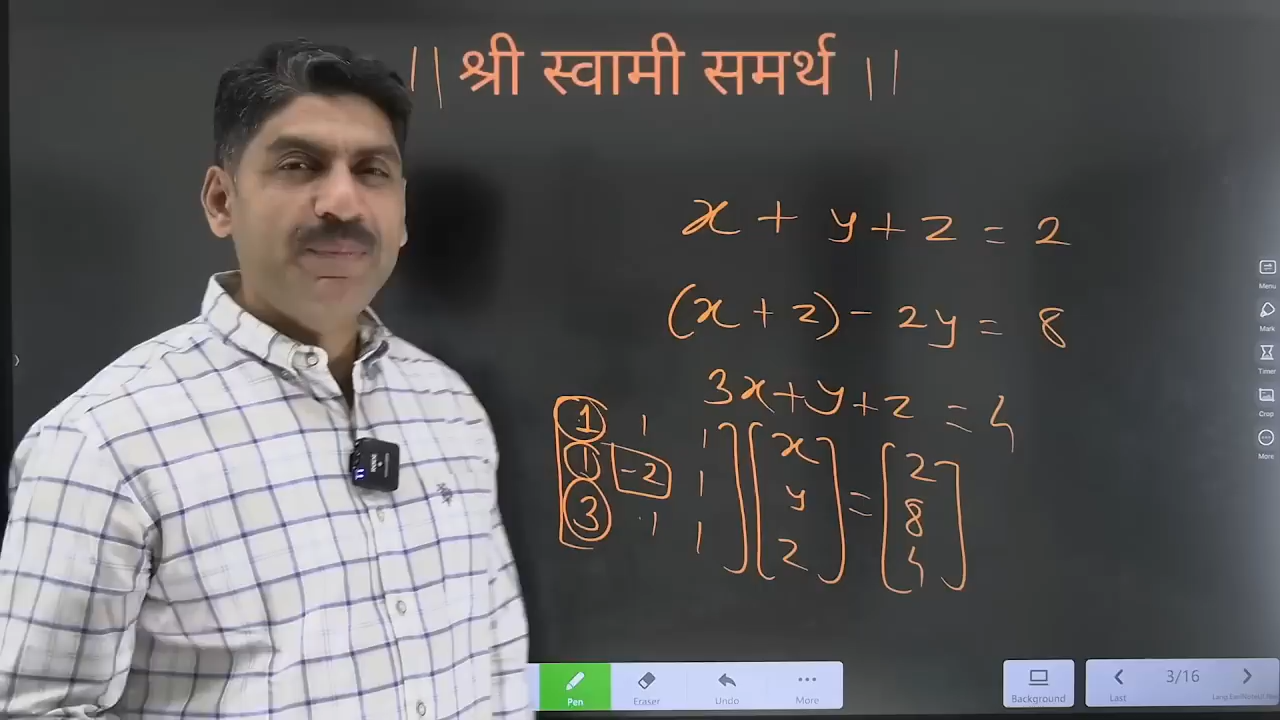 || श्री स्वामी समर्थ ||
x + y + z = 2
(x + z) - 2y = 8
3x + y + z = 4
[1 1 1] [x] = [2]
[1 -2 1] [y] = [8]
[3 1 1] [z] = [4]
Menu
Mark
Timer
Crop
More
Pen Eraser Undo More
Background
Last 3/16